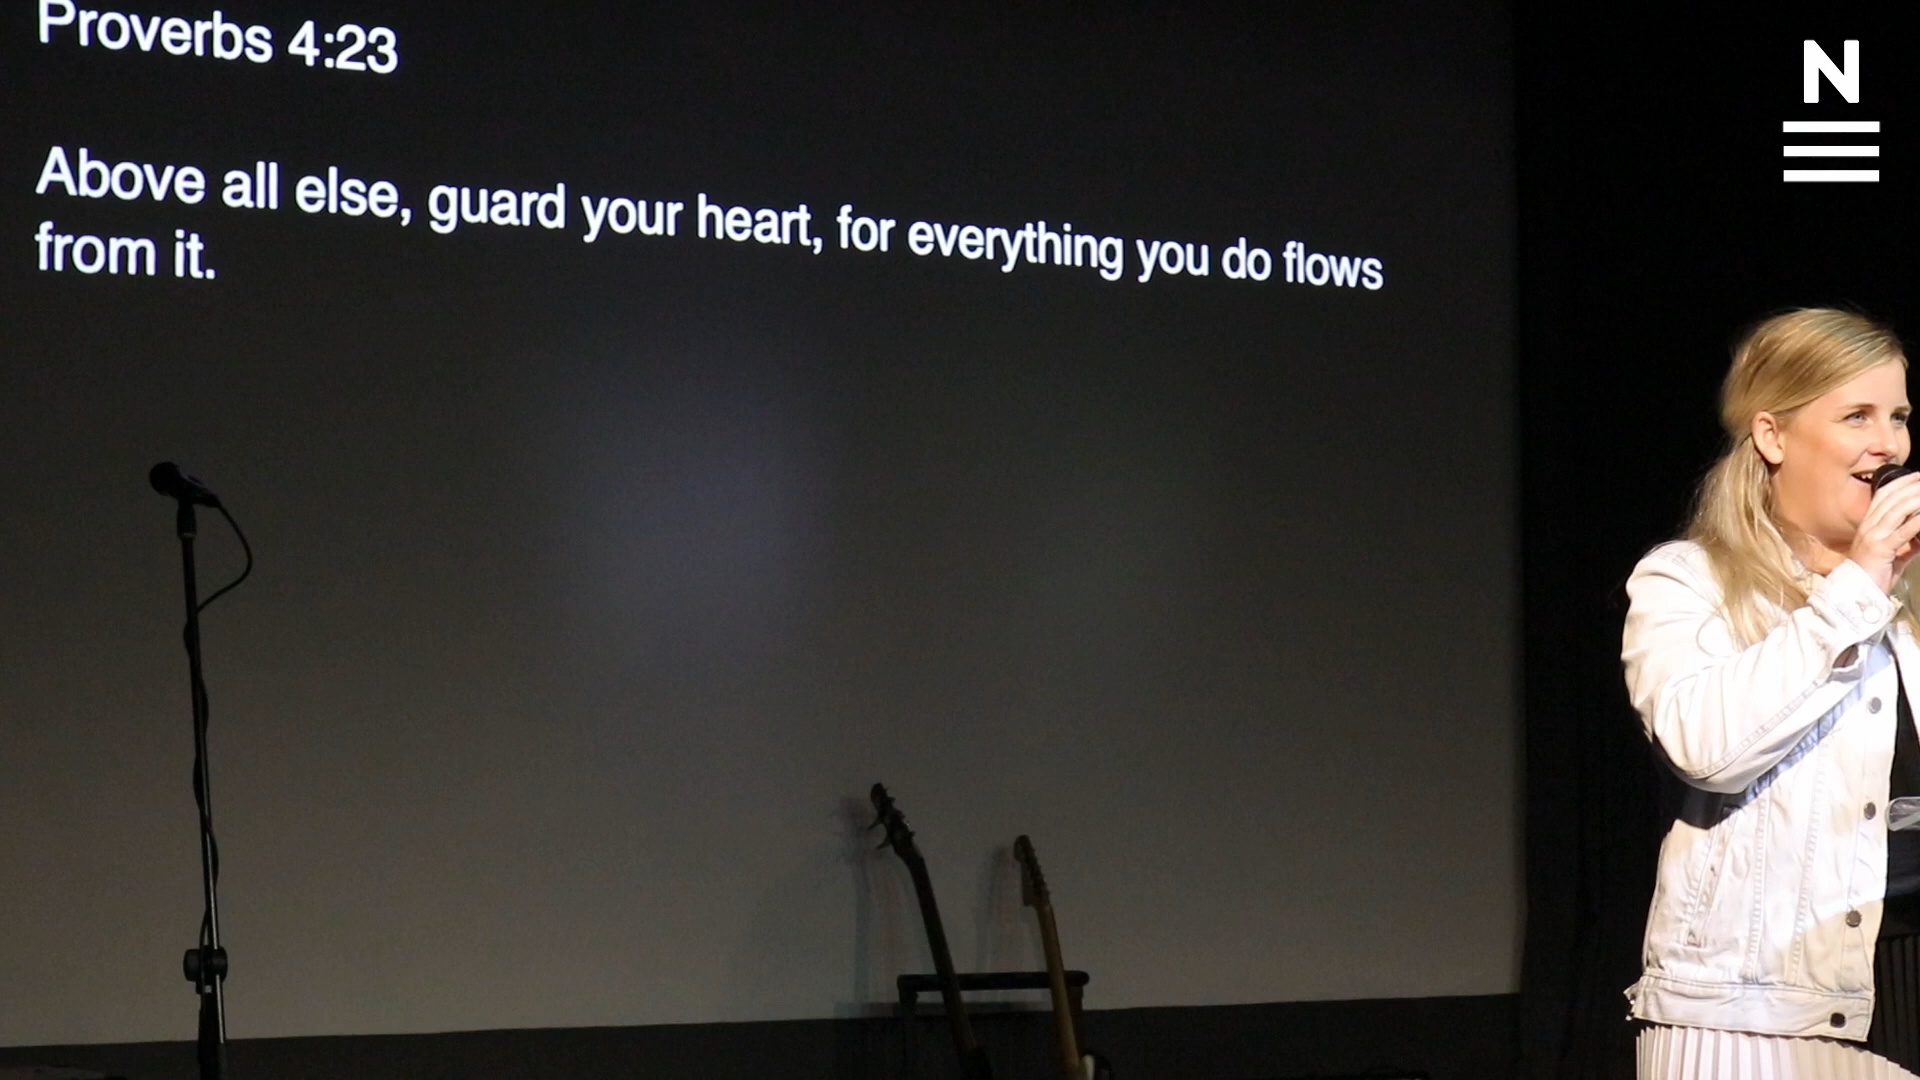 Proverbs 4:23
Above all else, guard your heart, for everything you do flows
from it.
N